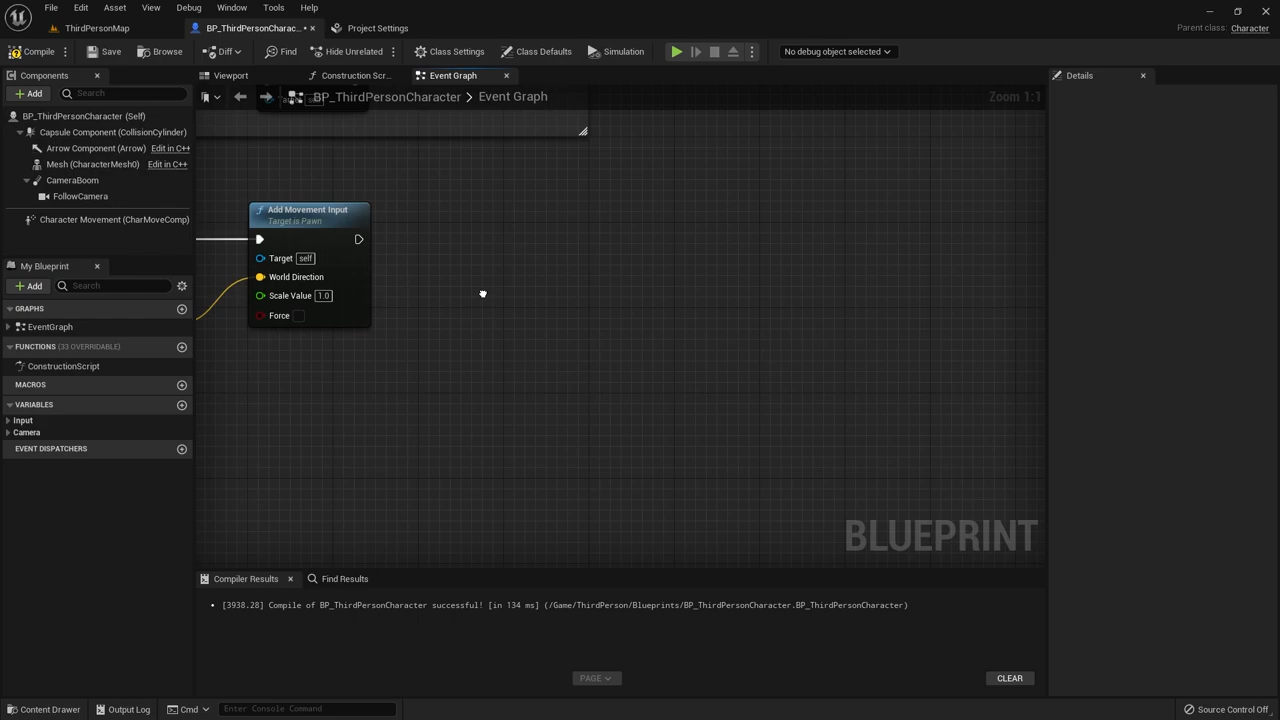 File Edit Asset View Debug Window Tools Help
ThirdPersonMap
BP_ThirdPersonCharac...
Project Settings
Parent class: Character
Compile
Save
Browse
Diff
Find
Hide Unrelated
Class Settings
Class Defaults
Simulation
No debug object selected
Components
Viewport
Construction Scr...
Event Graph
Details
Add
Search
BP_ThirdPersonCharacter > Event Graph
Zoom 1:1
BP_ThirdPersonCharacter (Self)
Capsule Component (CollisionCylinder)
Arrow Component (Arrow) Edit in C++
Mesh (CharacterMesh0) Edit in C++
CameraBoom
FollowCamera
Character Movement (CharMoveComp)
My Blueprint
Add
Search
GRAPHS
EventGraph
FUNCTIONS (33 OVERRIDABLE)
ConstructionScript
MACROS
VARIABLES
Input
Camera
EVENT DISPATCHERS
Add Movement Input
Target is Pawn
Target self
World Direction
Scale Value 1.0
Force
BLUEPRINT
Compiler Results
Find Results
[3938.28] Compile of BP_ThirdPersonCharacter successful! [in 134 ms] (/Game/ThirdPerson/Blueprints/BP_ThirdPersonCharacter.BP_ThirdPersonCharacter)
PAGE
CLEAR
Content Drawer
Output Log
Cmd
Enter Console Command
Source Control Off